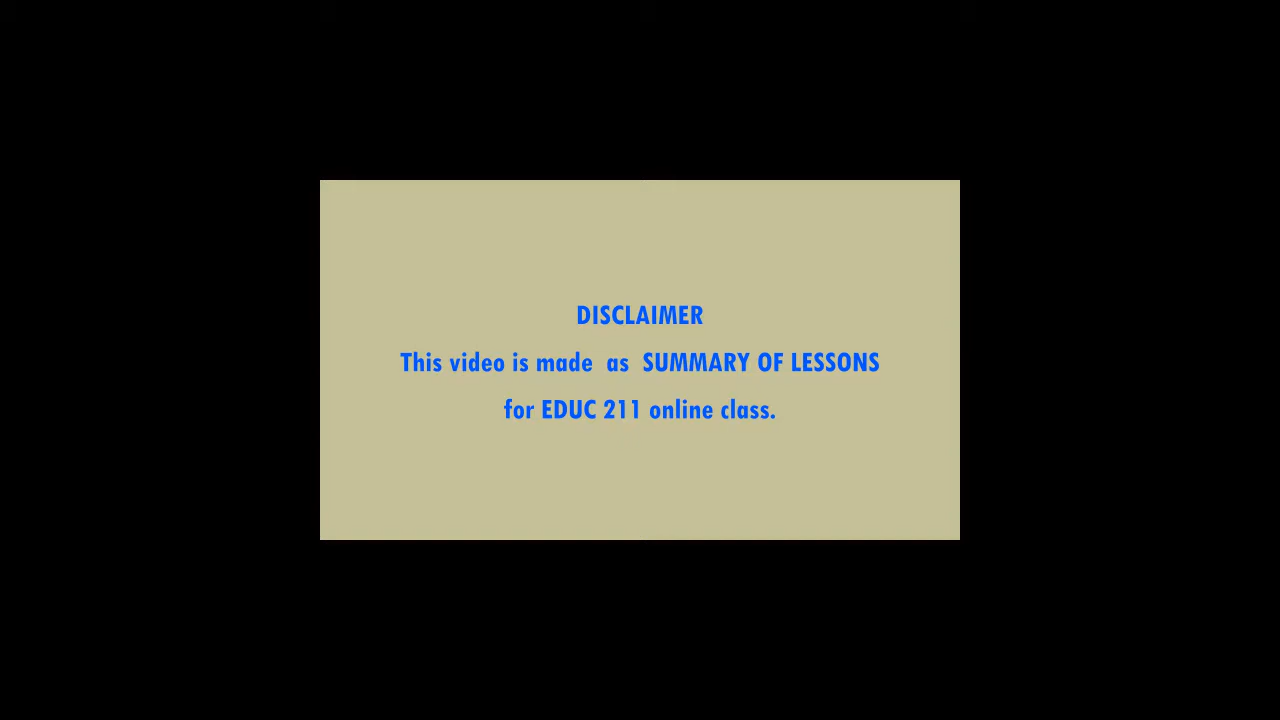 DISCLAIMER
This video is made  as  SUMMARY OF LESSONS
for EDUC 211 online class.